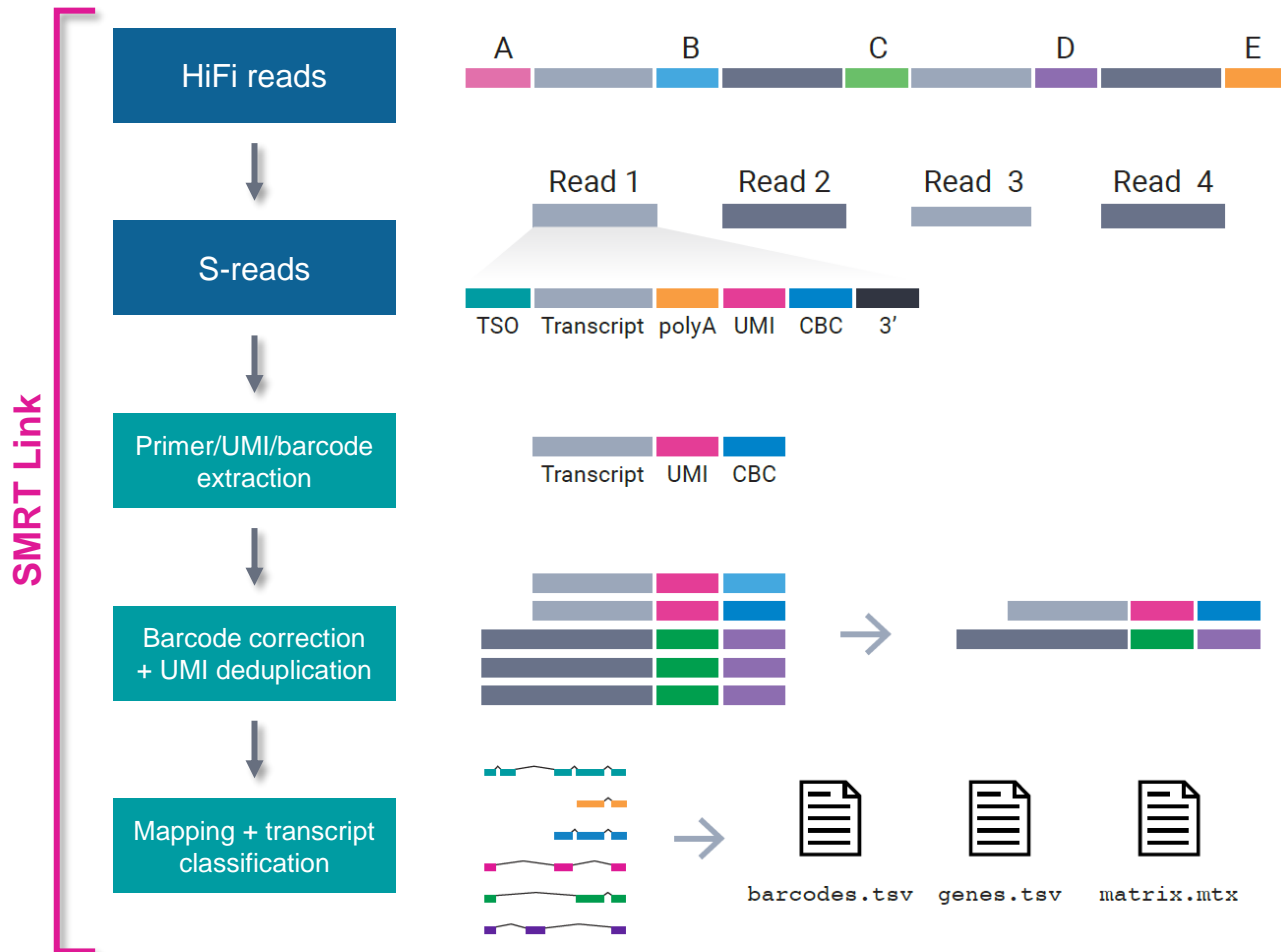 SMRT Link
HiFi reads
A B C D E
S-reads
Read 1 Read 2 Read 3 Read 4
TSO Transcript polyA UMI CBC 3’
Primer/UMI/barcode
extraction
Transcript UMI CBC
Barcode correction
+ UMI deduplication
Mapping + transcript
classification
barcodes.tsv genes.tsv matrix.mtx